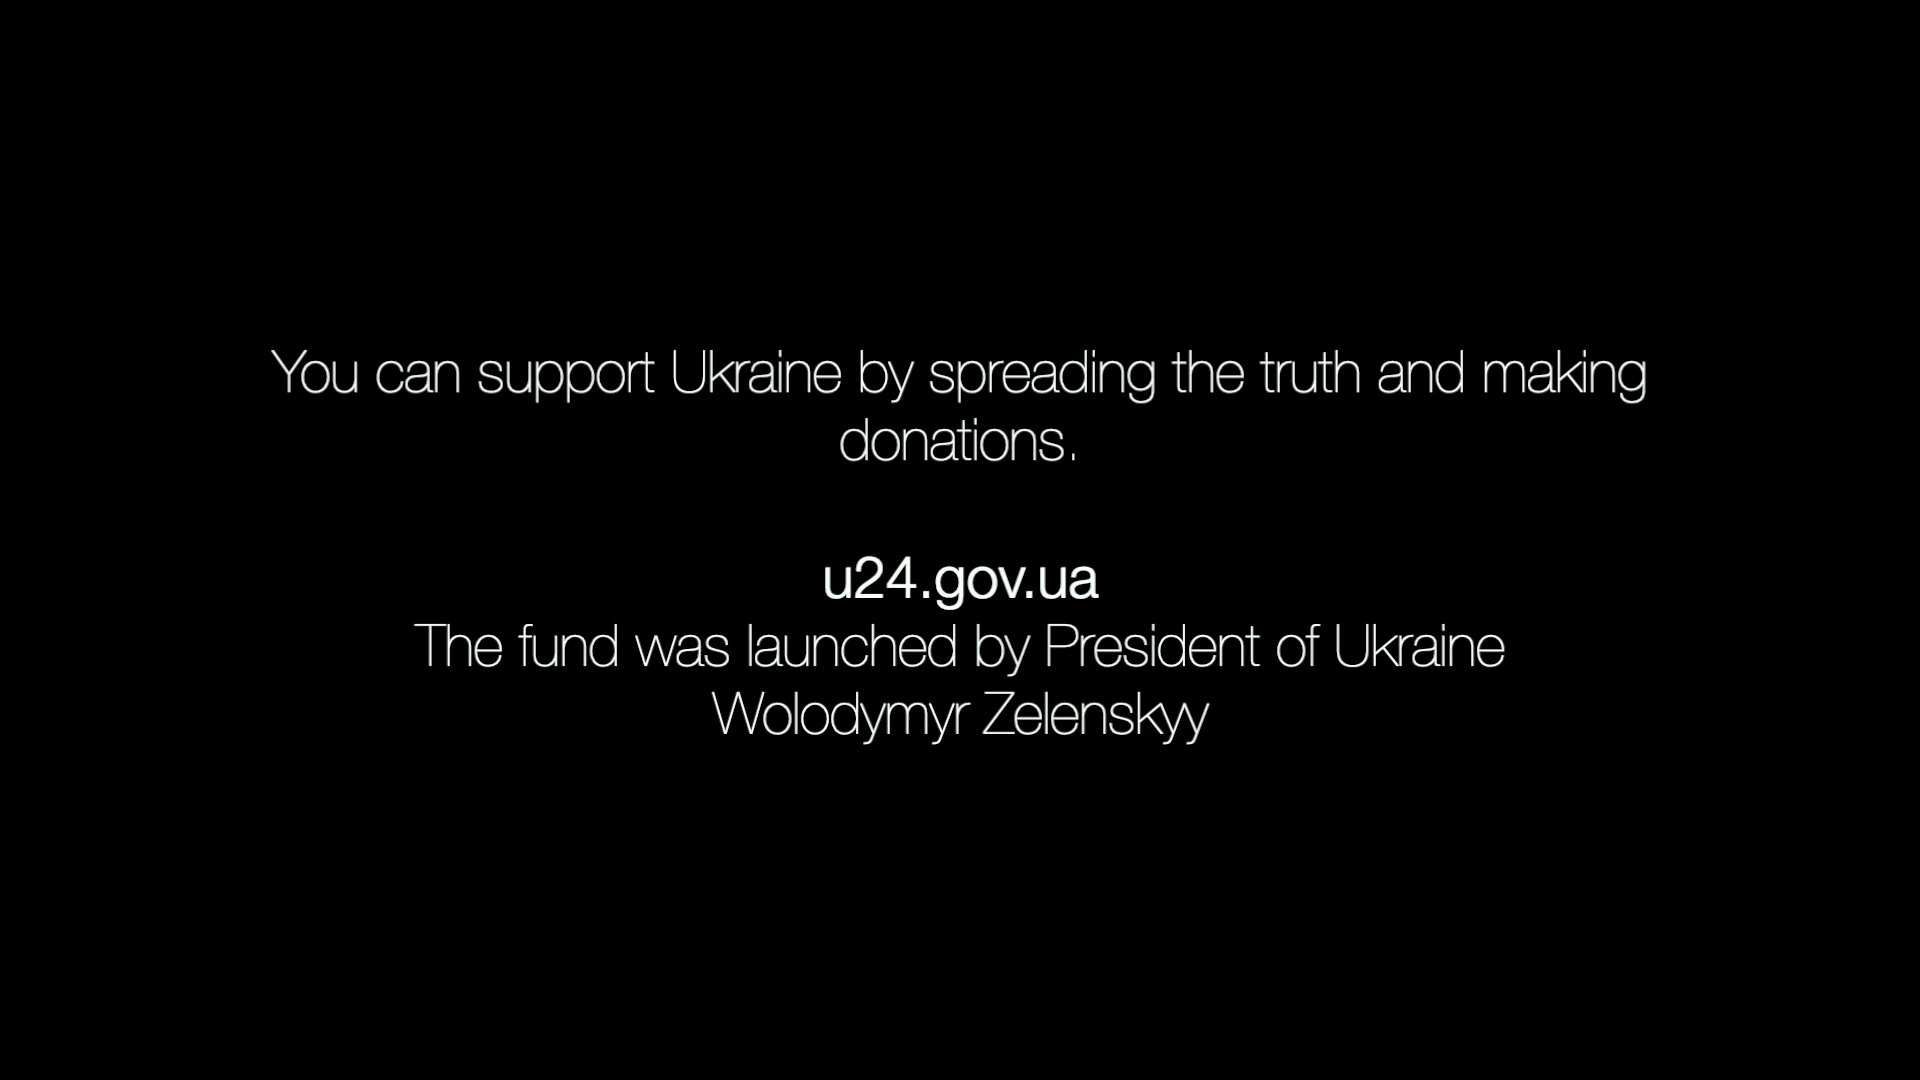 You can support Ukraine by spreading the truth and making
donations.
u24.gov.ua
The fund was launched by President of Ukraine
Wolodymyr Zelenskyy